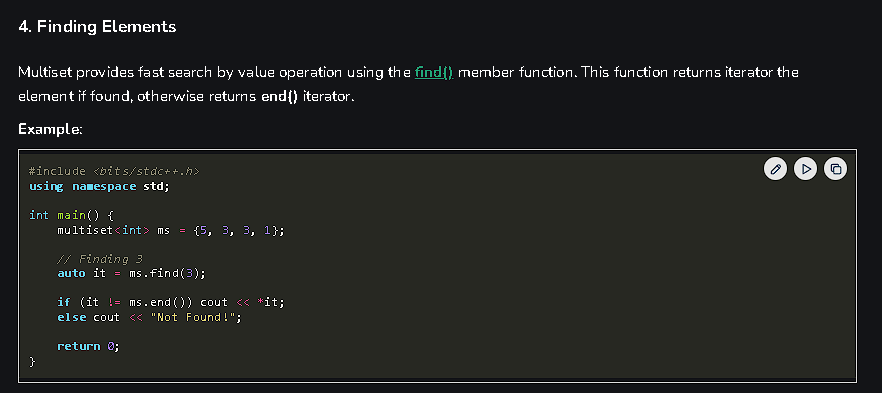 4. Finding Elements
Multiset provides fast search by value operation using the find() member function. This function returns iterator the
element if found, otherwise returns end() iterator.
Example:
#include <bits/stdc++.h>
using namespace std;
int main() {
    multiset<int> ms = {5, 3, 3, 1};
    // Finding 3
    auto it = ms.find(3);
    if (it != ms.end()) cout << *it;
    else cout << "Not Found!";
    return 0;
}